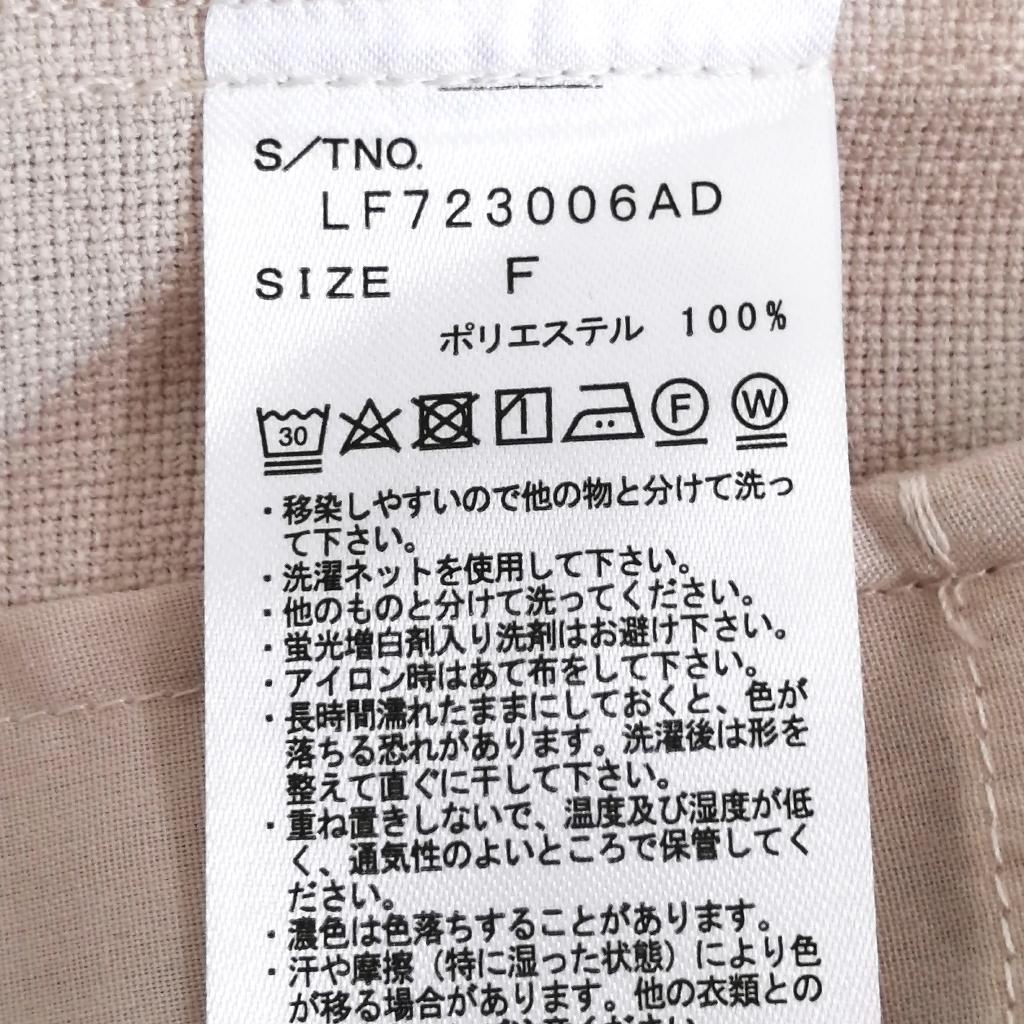 S/TNO.
LF723006AD
SIZE F
ポリエステル 100%
30 F W
・移染しやすいので他の物と分けて洗っ
て下さい。
・洗濯ネットを使用して下さい。
・他のものと分けて洗ってください。
・蛍光増白剤入り洗剤はお避け下さい。
・アイロン時はあて布をして下さい。
・長時間濡れたままにしておくと、色が
落ちる恐れがあります。洗濯後は形を
整えて直ぐに干して下さい。
・重ね置きしないで、温度及び湿度が低
く、通気性のよいところで保管してく
ださい。
・濃色は色落ちすることがあります。
・汗や摩擦（特に湿った状態）により色
が移る場合があります。他の衣類との